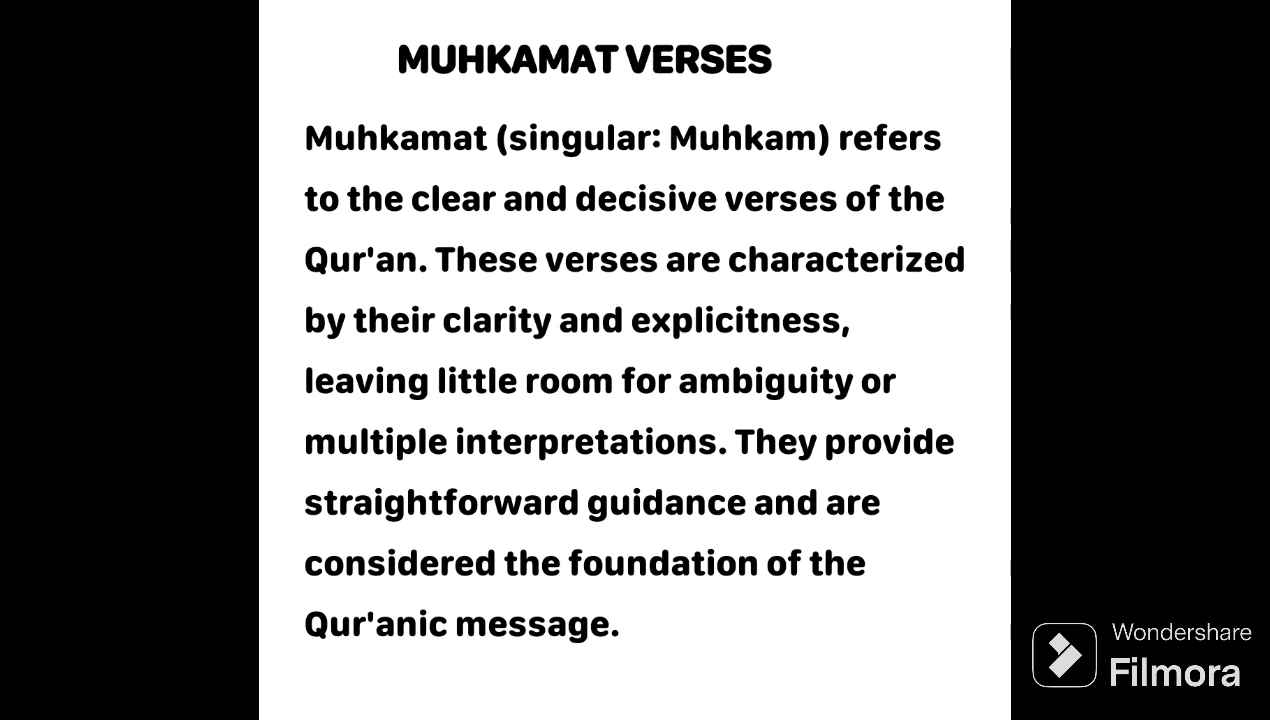 MUHKAMAT VERSES
Muhkamat (singular: Muhkam) refers
to the clear and decisive verses of the
Qur'an. These verses are characterized
by their clarity and explicitness,
leaving little room for ambiguity or
multiple interpretations. They provide
straightforward guidance and are
considered the foundation of the
Qur'anic message.
Wondershare
Filmora